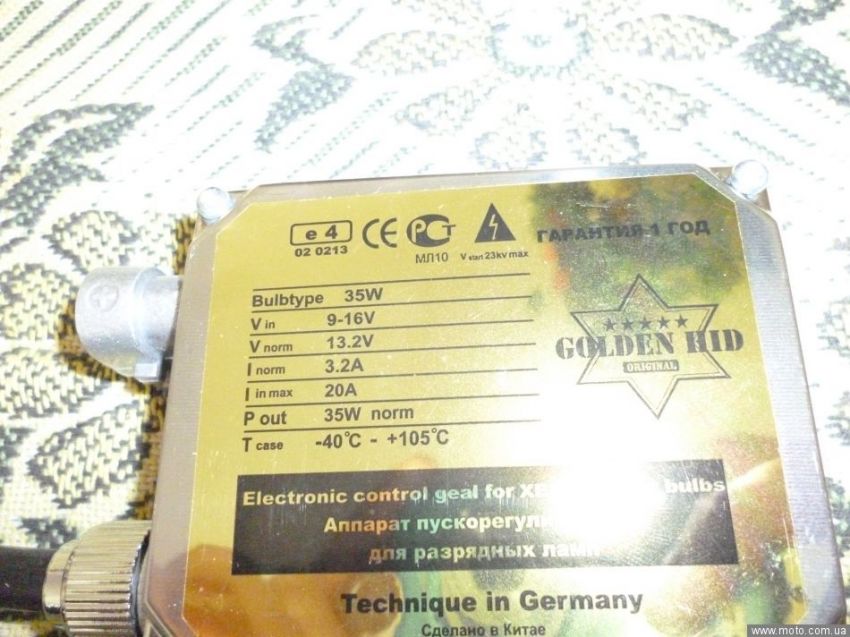 e 4
02 0213
CE
РСТ
МЛ10
V start 23kv max
ГАРАНТИЯ 1 ГОД
Bulbtype 35W
V in 9-16V
V norm 13.2V
I norm 3.2A
I in max 20A
P out 35W norm
T case -40°C - +105°C
★★★★★
GOLDEN HID
ORIGINAL
Electronic control geal for bulbs
Аппарат
для разрядных ламп
Technique in Germany
Сделано в Китае
www.moto.com.ua